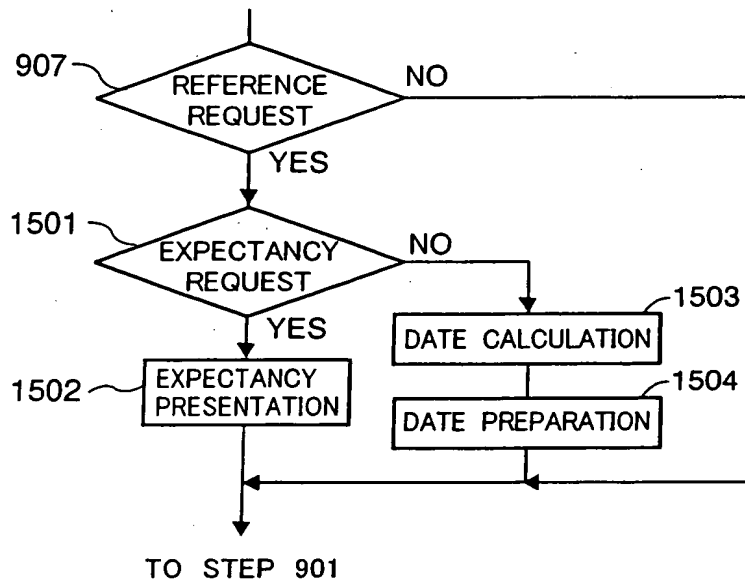 907
REFERENCE
REQUEST
NO
YES
1501
EXPECTANCY
REQUEST
NO
YES
1503
DATE CALCULATION
1502
EXPECTANCY
PRESENTATION
1504
DATE PREPARATION
TO STEP 901